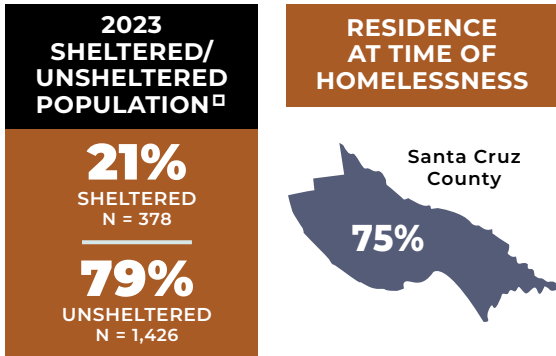 2023
SHELTERED/
UNSHELTERED
POPULATION□
21%
SHELTERED
N = 378
79%
UNSHELTERED
N = 1,426
RESIDENCE
AT TIME OF
HOMELESSNESS
Santa Cruz
County
75%